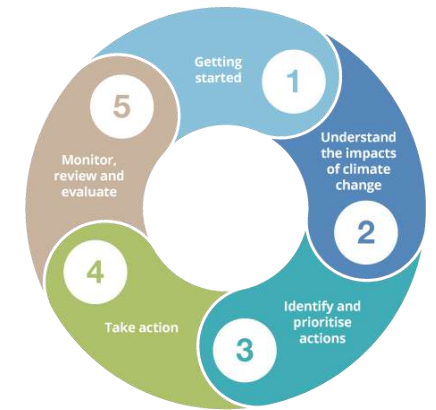 Getting
started
1
Understand
the impacts
of climate
change
2
Identify and
prioritise
actions
3
Take action
4
Monitor,
review and
evaluate
5